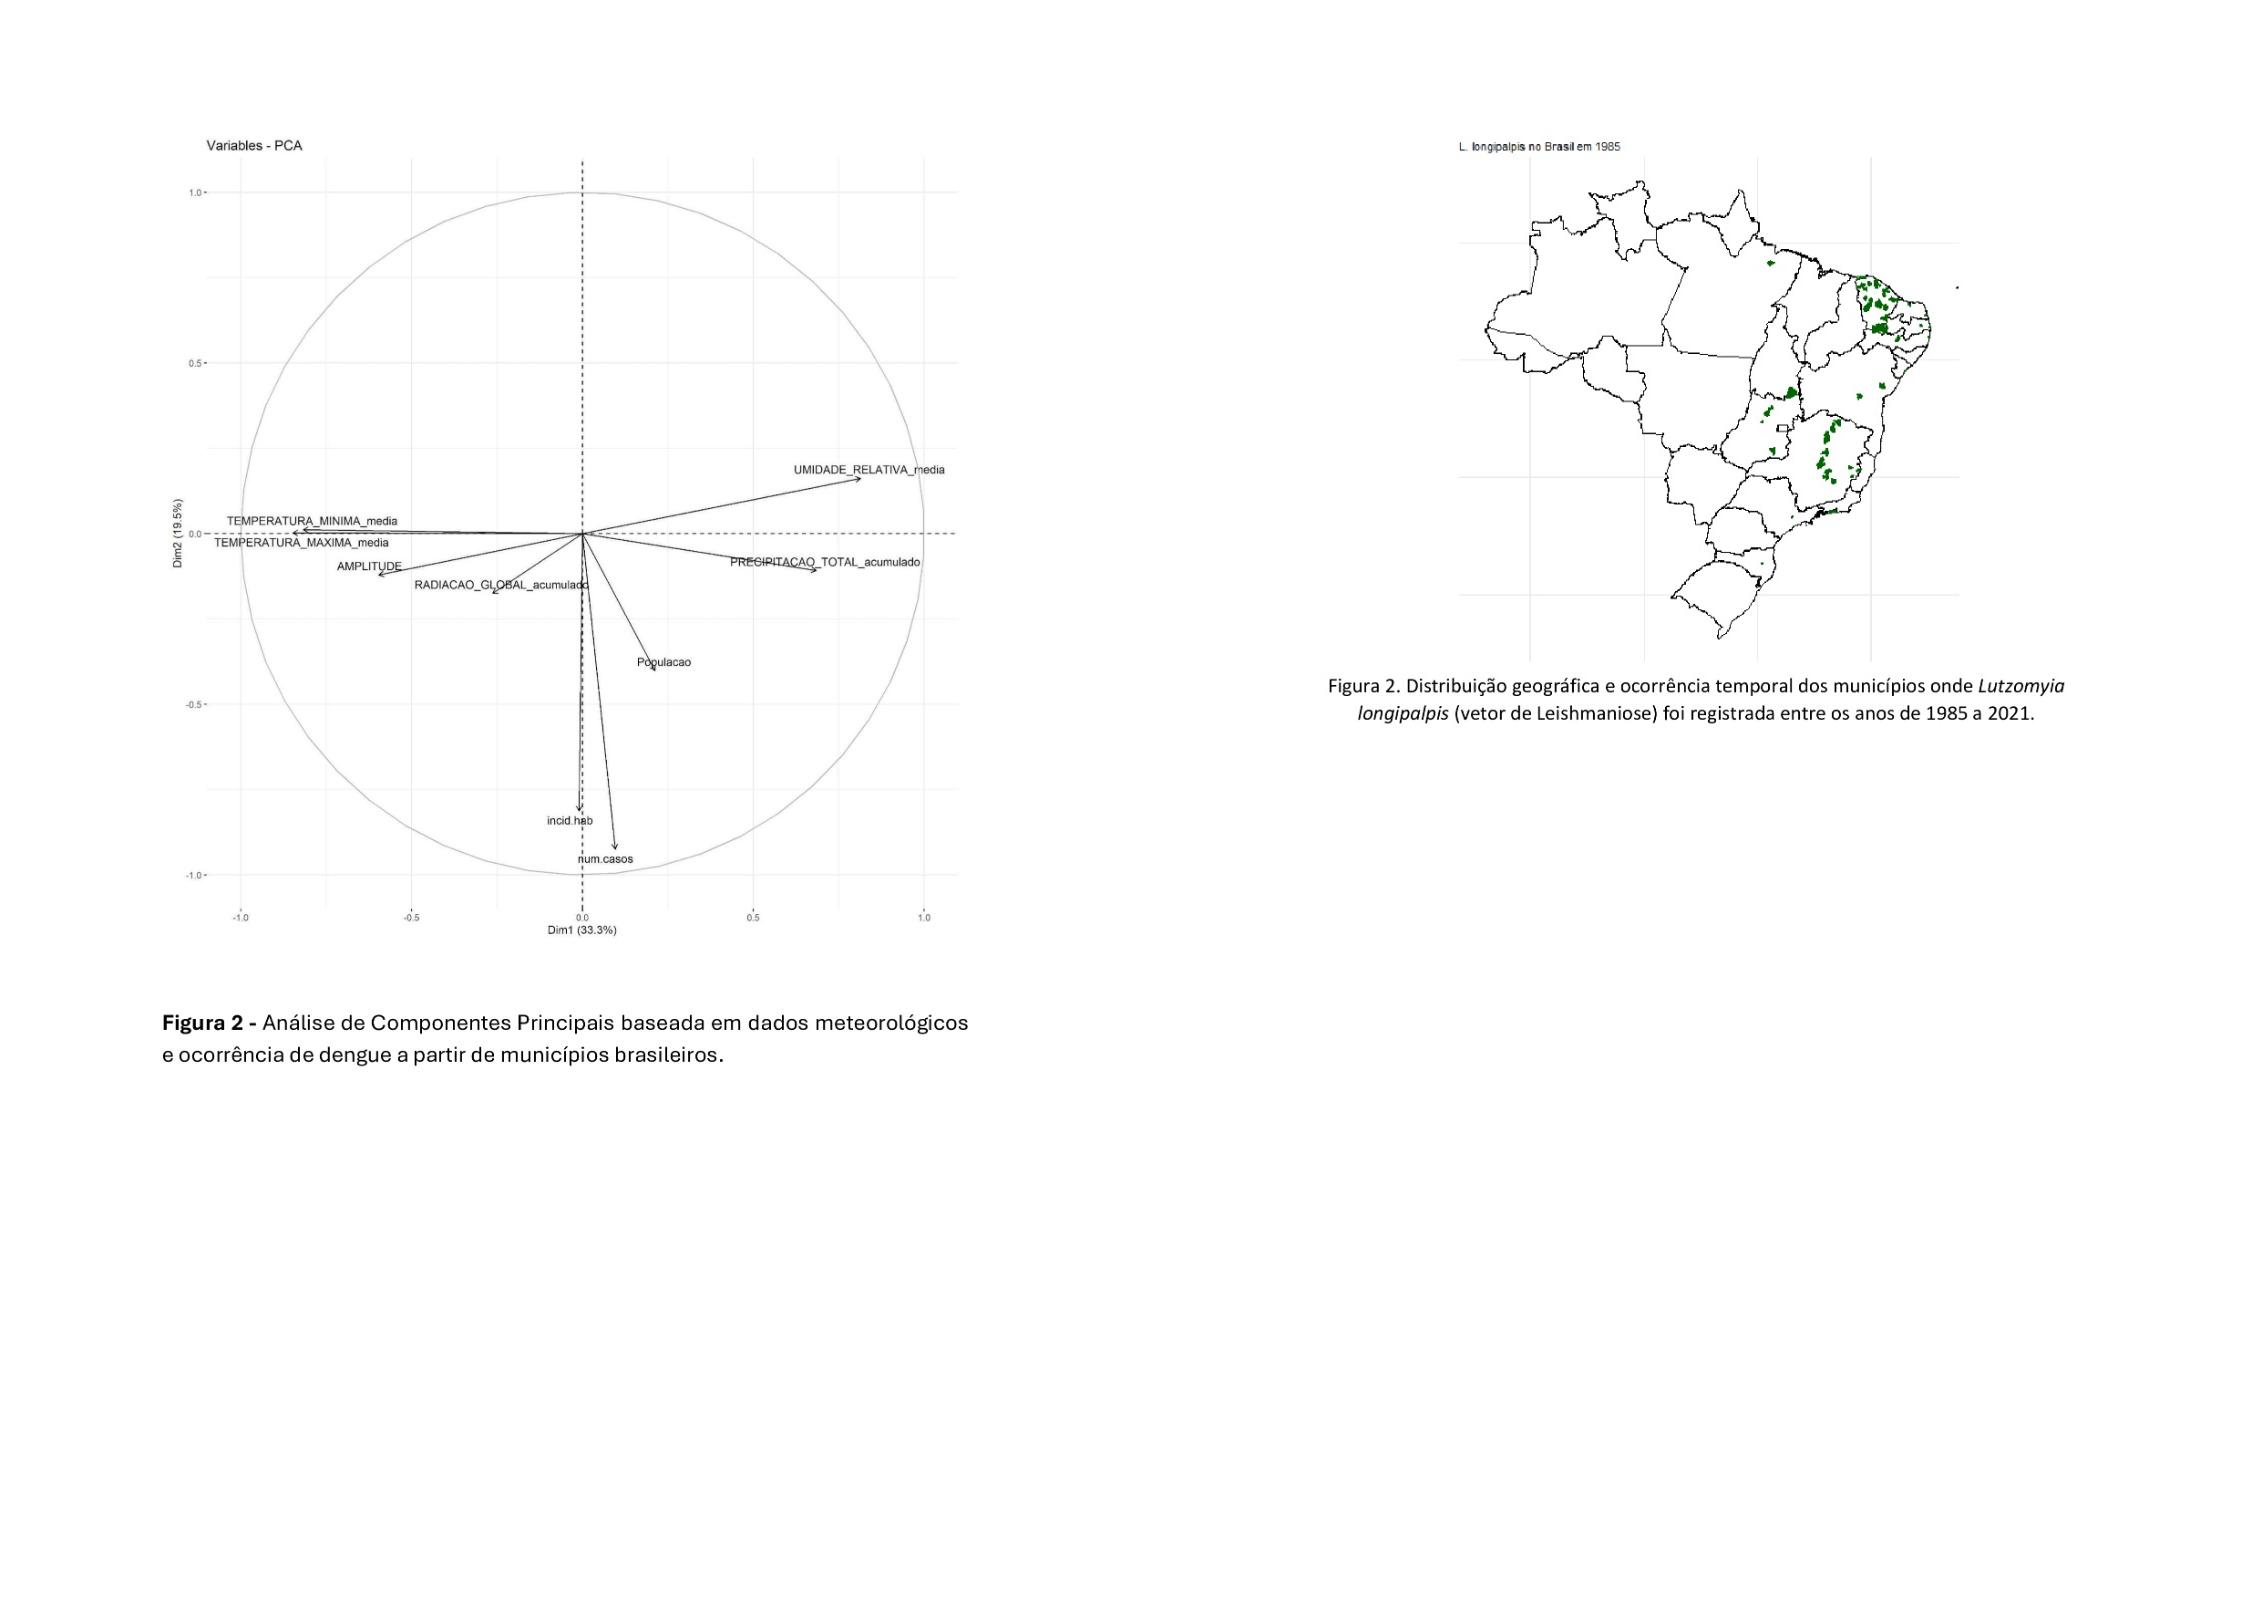 Variables - PCA
1.0
0.5
0.0
-0.5
-1.0
Dim2 (19.5%)
UMIDADE_RELATIVA_media
TEMPERATURA_MINIMA_media
TEMPERATURA_MAXIMA_media
AMPLITUDE
PRECIPITACAO_TOTAL_acumulado
RADIACAO_GLOBAL_acumulado
Populacao
incid.hab
num.casos
-1.0 -0.5 0.0 0.5 1.0
Dim1 (33.3%)
Figura 2 - Análise de Componentes Principais baseada em dados meteorológicos
e ocorrência de dengue a partir de municípios brasileiros.
L. longipalpis no Brasil em 1985
Figura 2. Distribuição geográfica e ocorrência temporal dos municípios onde Lutzomyia
longipalpis (vetor de Leishmaniose) foi registrada entre os anos de 1985 a 2021.